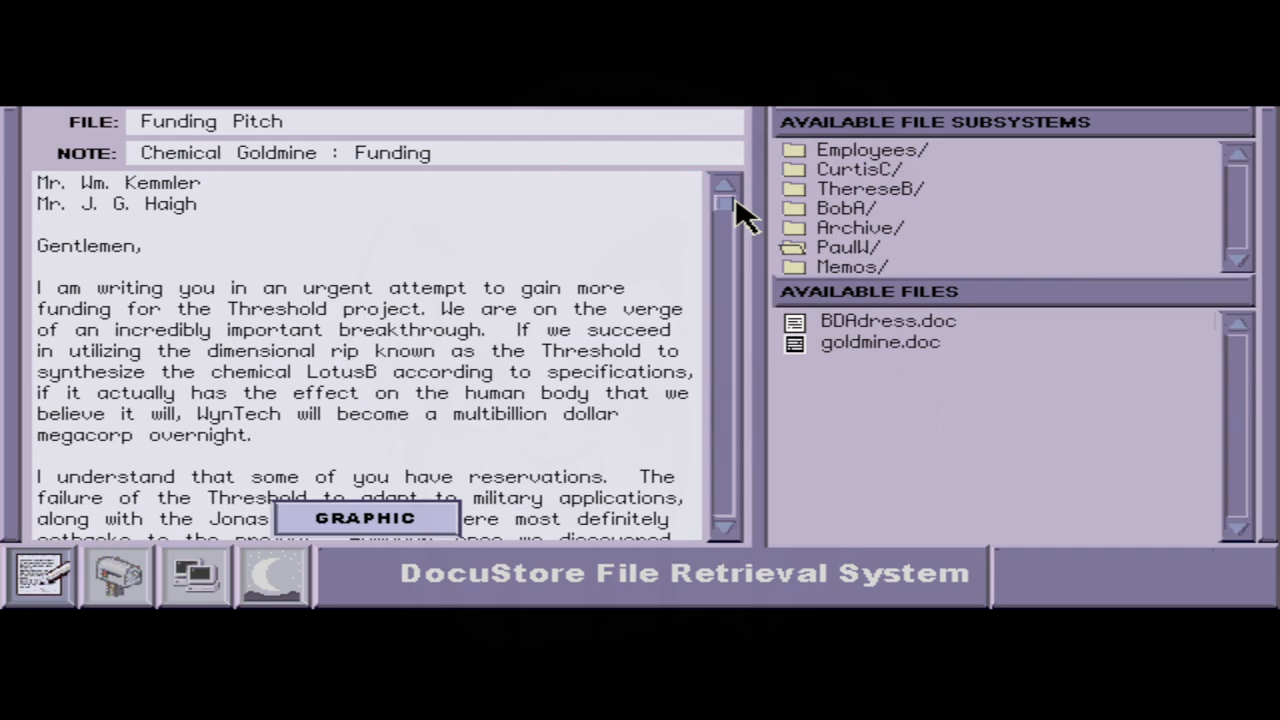 FILE: Funding Pitch
NOTE: Chemical Goldmine : Funding
Mr. Wm. Kemmler
Mr. J. G. Haigh
Gentlemen,
I am writing you in an urgent attempt to gain more
funding for the Threshold project. We are on the verge
of an incredibly important breakthrough. If we succeed
in utilizing the dimensional rip known as the Threshold to
synthesize the chemical LotusB according to specifications,
if it actually has the effect on the human body that we
believe it will, WynTech will become a multibillion dollar
megacorp overnight.
I understand that some of you have reservations. The
failure of the Threshold to adapt to military applications,
along with the Jonas ere most definitely
GRAPHIC
AVAILABLE FILE SUBSYSTEMS
Employees/
CurtisC/
ThereseB/
BobA/
Archive/
PaulW/
Memos/
AVAILABLE FILES
BDAdress.doc
goldmine.doc
DocuStore File Retrieval System